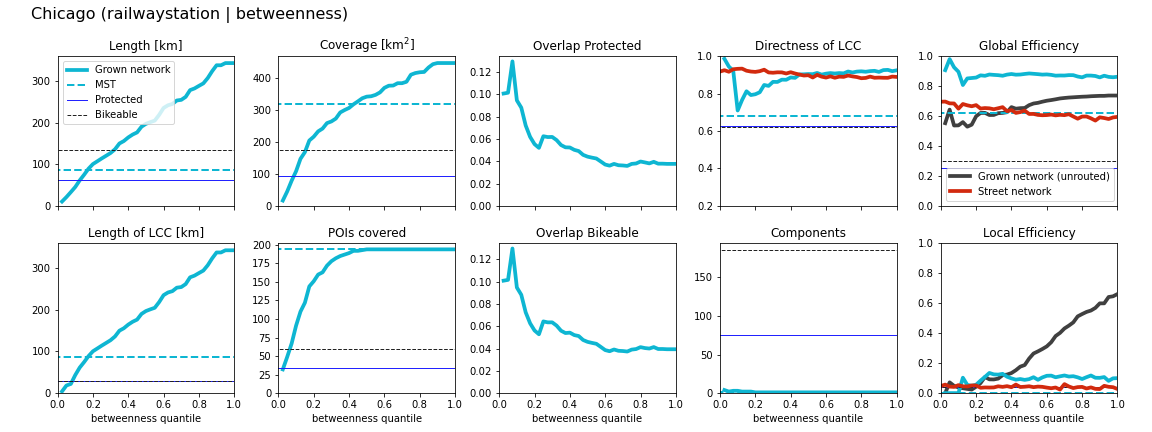 Chicago (railwaystation | betweenness)
Length [km]
Coverage [km²]
Overlap Protected
Directness of LCC
Global Efficiency
Grown network
MST
Protected
Bikeable
Grown network (unrouted)
Street network
300
200
100
0
400
300
200
100
0
0.12
0.10
0.08
0.06
0.04
0.02
0.00
1.0
0.8
0.6
0.4
0.2
1.0
0.8
0.6
0.4
0.2
0.0
Length of LCC [km]
POIs covered
Overlap Bikeable
Components
Local Efficiency
300
200
100
0
200
175
150
125
100
75
50
25
0
0.12
0.10
0.08
0.06
0.04
0.02
0.00
150
100
50
0
1.0
0.8
0.6
0.4
0.2
0.0
0.0 0.2 0.4 0.6 0.8 1.0
0.0 0.2 0.4 0.6 0.8 1.0
0.0 0.2 0.4 0.6 0.8 1.0
0.0 0.2 0.4 0.6 0.8 1.0
0.0 0.2 0.4 0.6 0.8 1.0
betweenness quantile
betweenness quantile
betweenness quantile
betweenness quantile
betweenness quantile